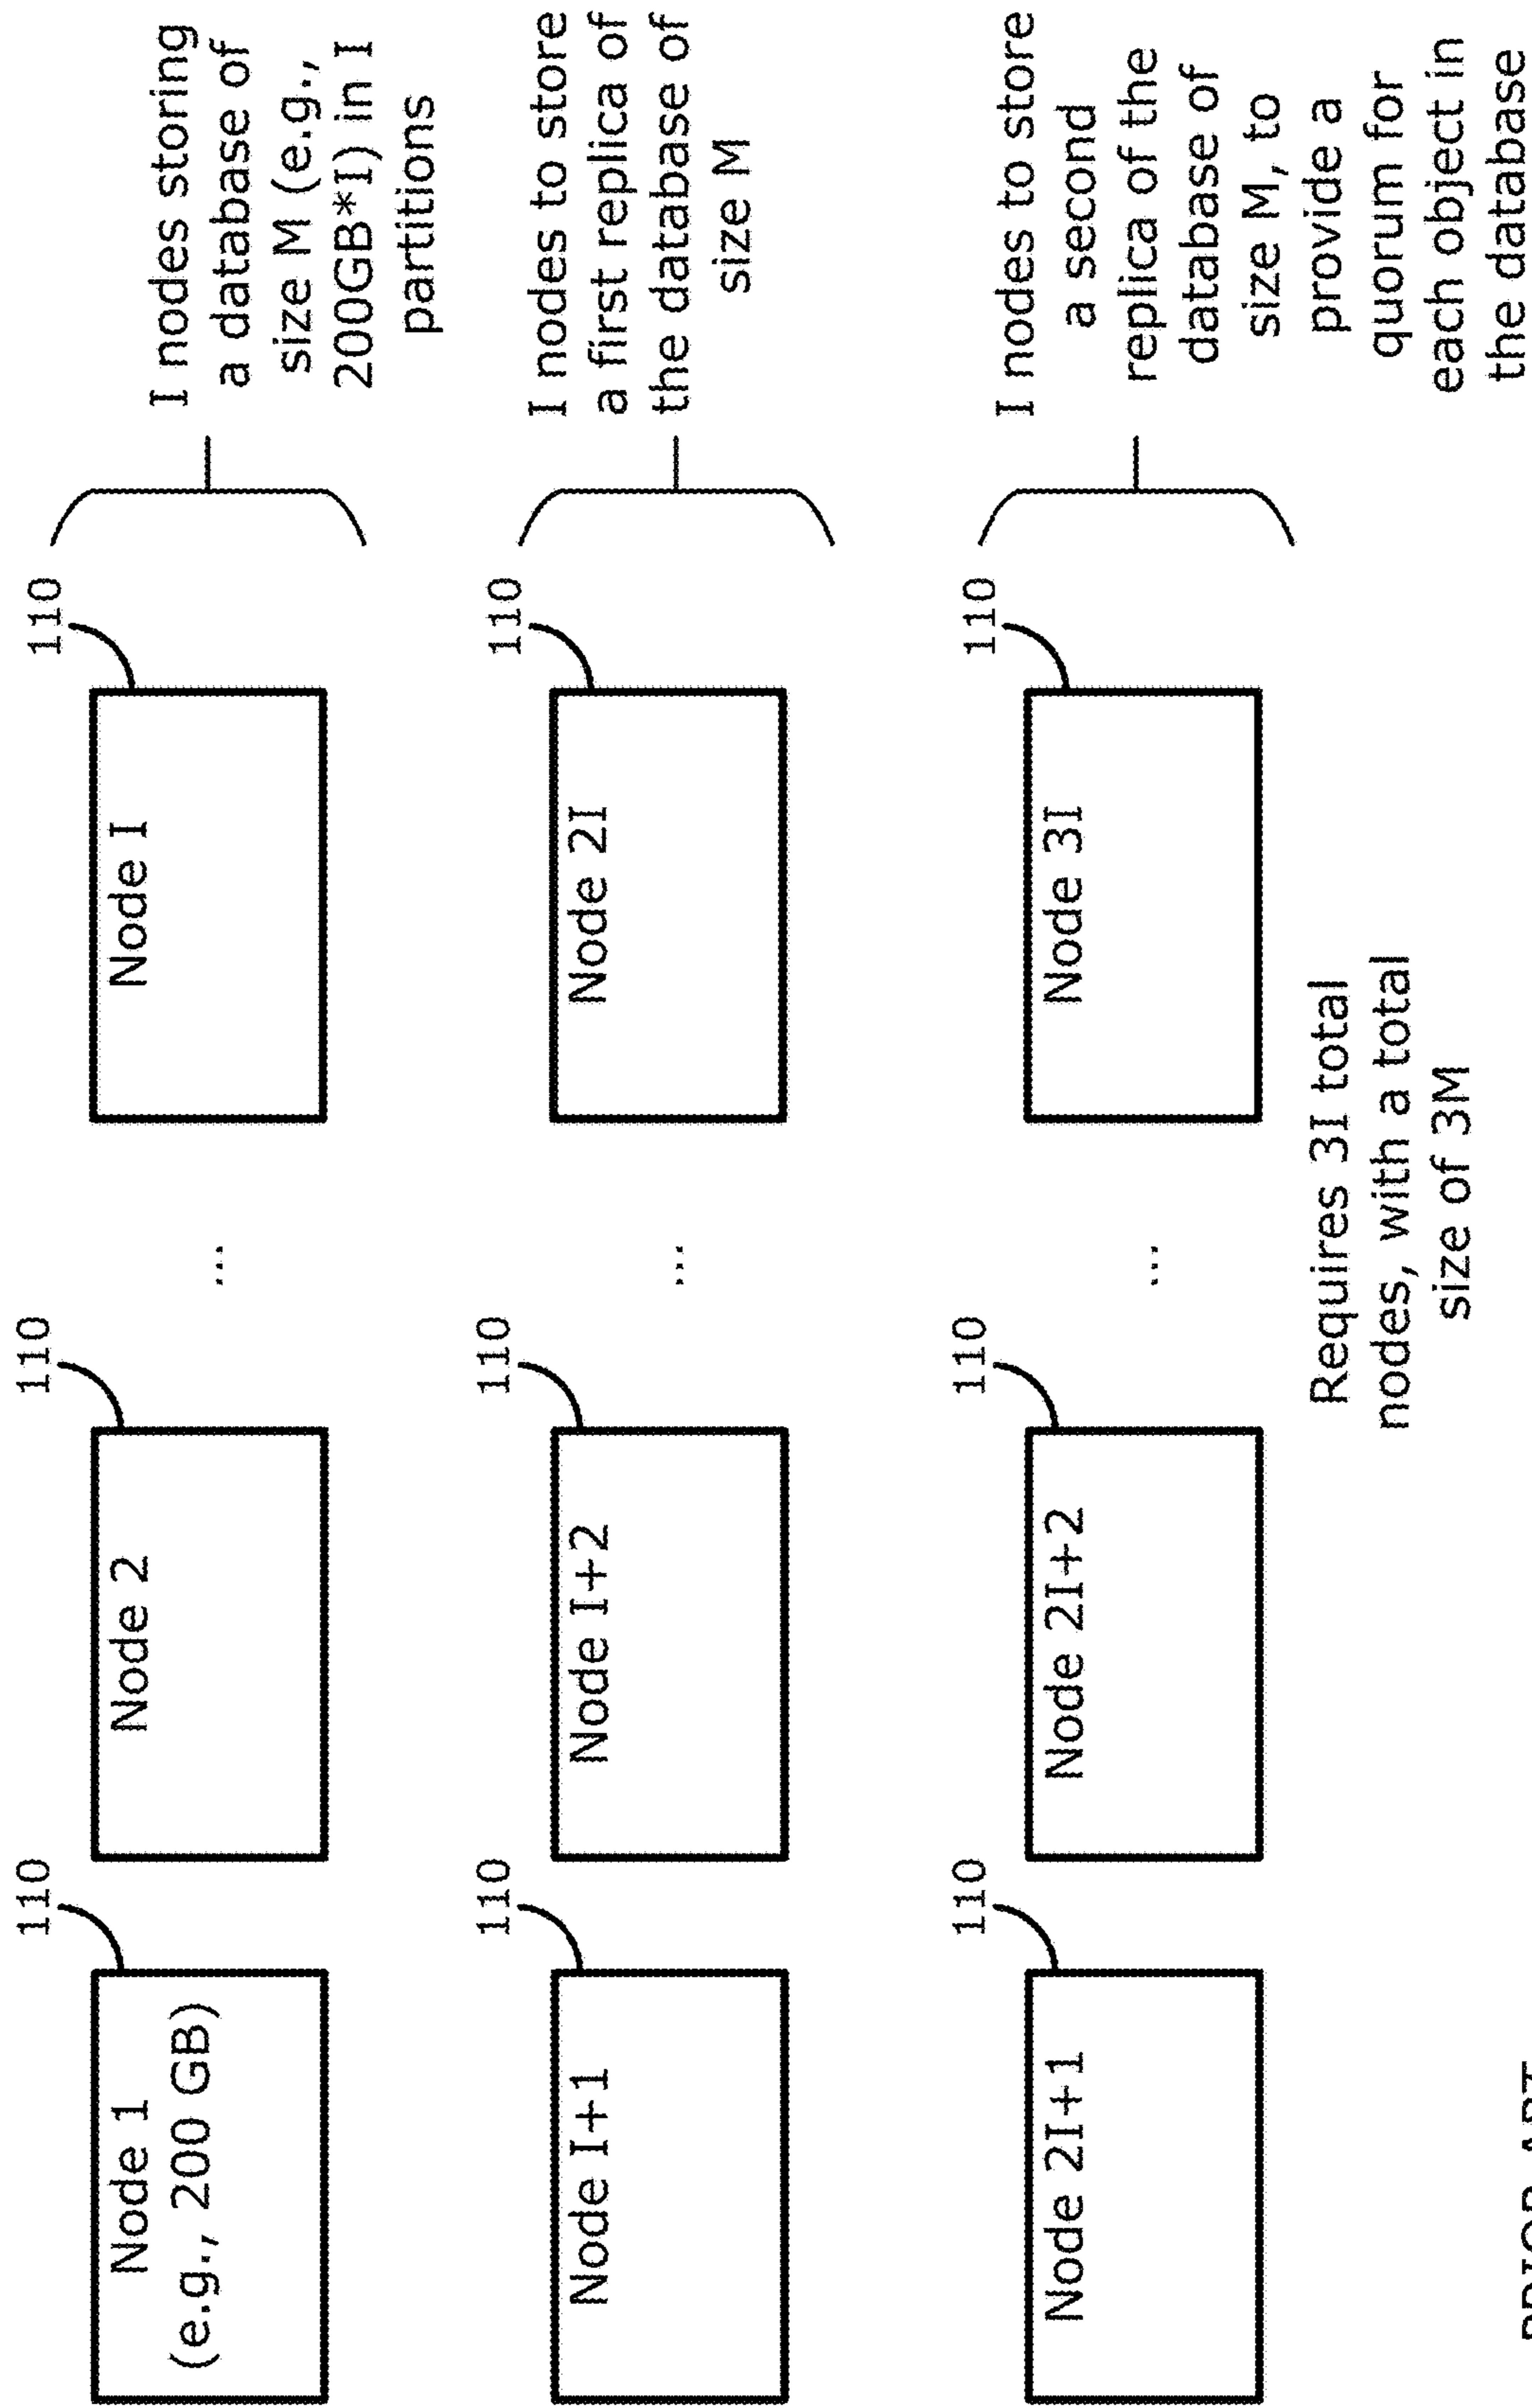 110
110
110
Node 1
(e.g., 200 GB)
Node 2
...
Node I
I nodes storing
a database of
size M (e.g.,
200GB*I) in I
partitions
110
110
110
Node I+1
Node I+2
...
Node 2I
I nodes to store
a first replica of
the database of
size M
110
110
110
Node 2I+1
Node 2I+2
...
Node 3I
I nodes to store
a second
replica of the
database of
size M, to
provide a
quorum for
each object in
the database
Requires 3I total
nodes, with a total
size of 3M
PRIOR ART